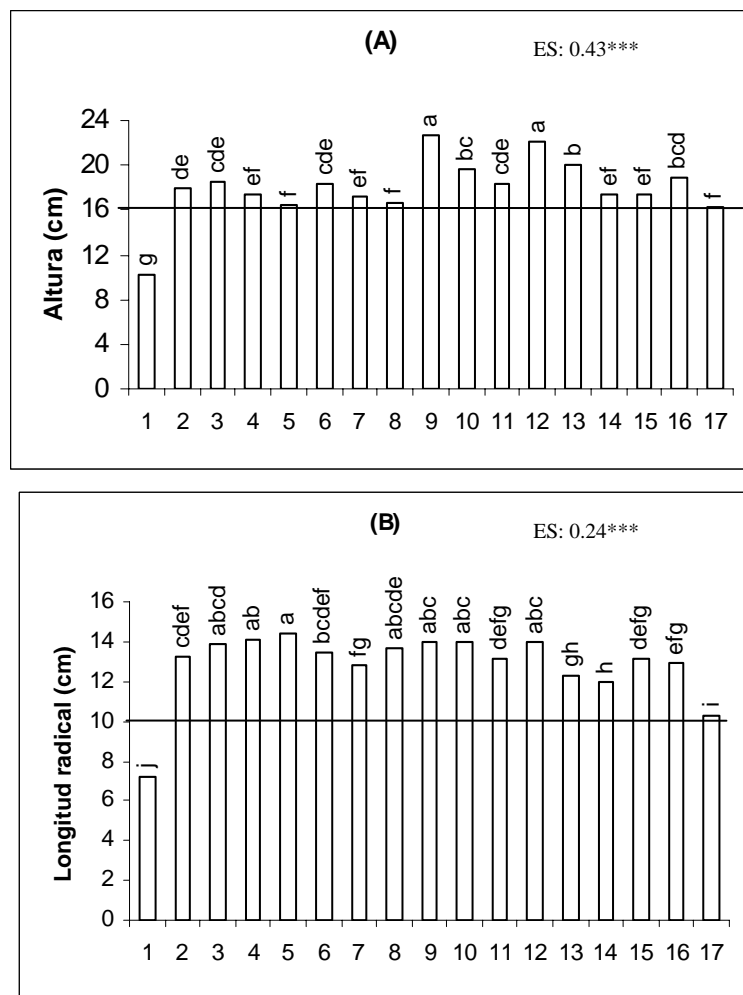 (A)
ES: 0.43***
Altura (cm)
24
20
16
12
8
4
0
g
de
cde
ef
f
cde
ef
f
a
bc
cde
a
b
ef
ef
bcd
f
1 2 3 4 5 6 7 8 9 10 11 12 13 14 15 16 17
(B)
ES: 0.24***
Longitud radical (cm)
16
14
12
10
8
6
4
2
0
j
cdef
abcd
ab
a
bcdef
fg
abcde
abc
abc
defg
abc
gh
h
defg
efg
i
1 2 3 4 5 6 7 8 9 10 11 12 13 14 15 16 17